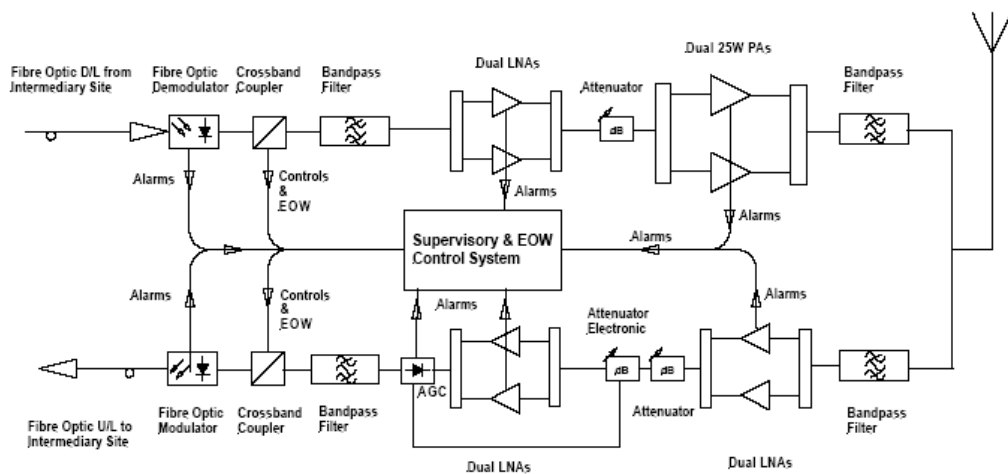 Dual 25W PAs
Dual LNAs
Fibre Optic D/L from
Intermediary Site
Fibre Optic
Demodulator
Crossband
Coupler
Bandpass
Filter
Attenuator
Bandpass
Filter
dB
Alarms
Controls
&
EOW
Alarms
Alarms
Supervisory & EOW
Control System
Alarms
Alarms
Controls
&
EOW
Alarms
Alarms
Attenuator
Electronic
dB
dB
AGC
Attenuator
Fibre Optic U/L to
Intermediary Site
Fibre Optic
Modulator
Crossband
Coupler
Bandpass
Filter
Bandpass
Filter
Dual LNAs
Dual LNAs